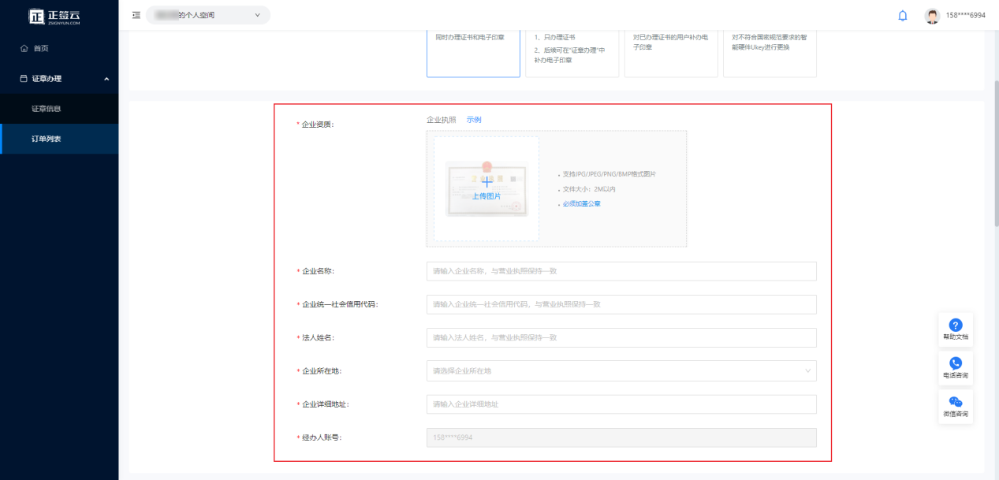 正签云
ZSIGNYUN.COM
的个人空间
158****6994
首页
证章办理
证章信息
订单列表
同时办理证书和电子印章
1、只办理证书
2、后续可在"证章办理"中
补办电子印章
对已办理证书的用户补办电
子印章
对不符合国密规范要求的智
能硬件Ukey进行更换
* 企业资质:
企业执照 示例
上传图片
支持JPG/JPEG/PNG/BMP格式图片
文件大小：2M以内
必须加盖公章
* 企业名称:
请输入企业名称，与营业执照保持一致
* 企业统一社会信用代码:
请输入企业统一社会信用代码，与营业执照保持一致
* 法人姓名:
请输入法人姓名，与营业执照保持一致
* 企业所在地:
请选择企业所在地
* 企业详细地址:
请输入企业详细地址
* 经办人账号:
158****6994
帮助文档
电话咨询
微信咨询